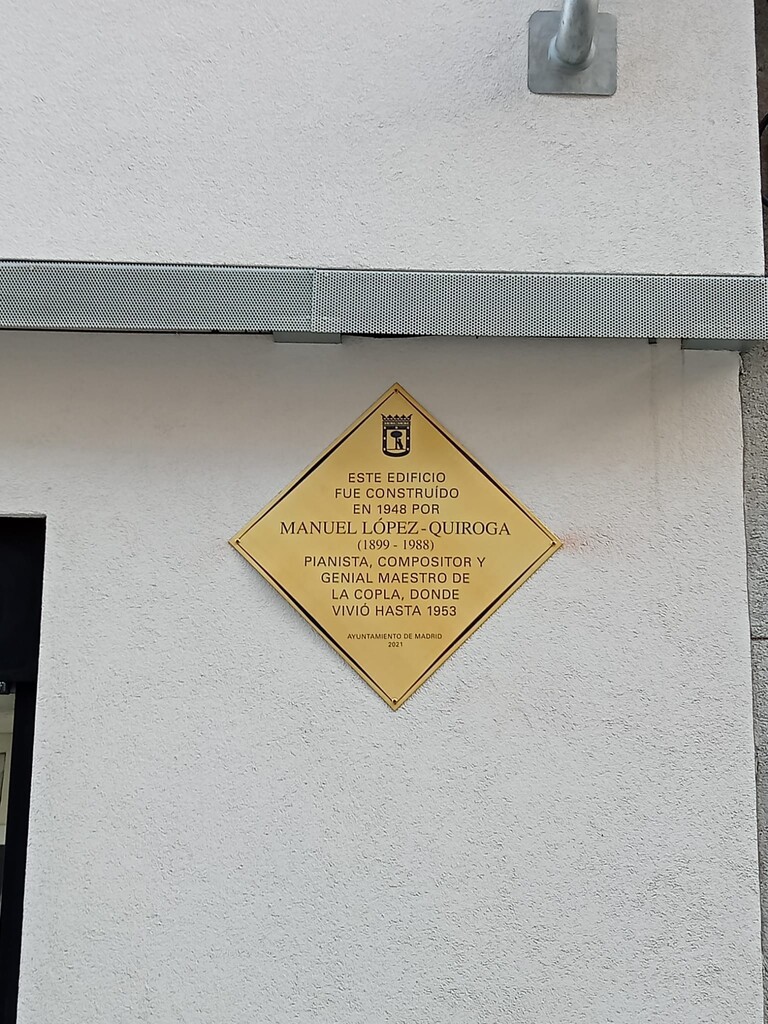 ESTE EDIFICIO
FUE CONSTRUÍDO
EN 1948 POR
MANUEL LÓPEZ-QUIROGA
(1899 - 1988)
PIANISTA, COMPOSITOR Y
GENIAL MAESTRO DE
LA COPLA, DONDE
VIVIÓ HASTA 1953
AYUNTAMIENTO DE MADRID
2021